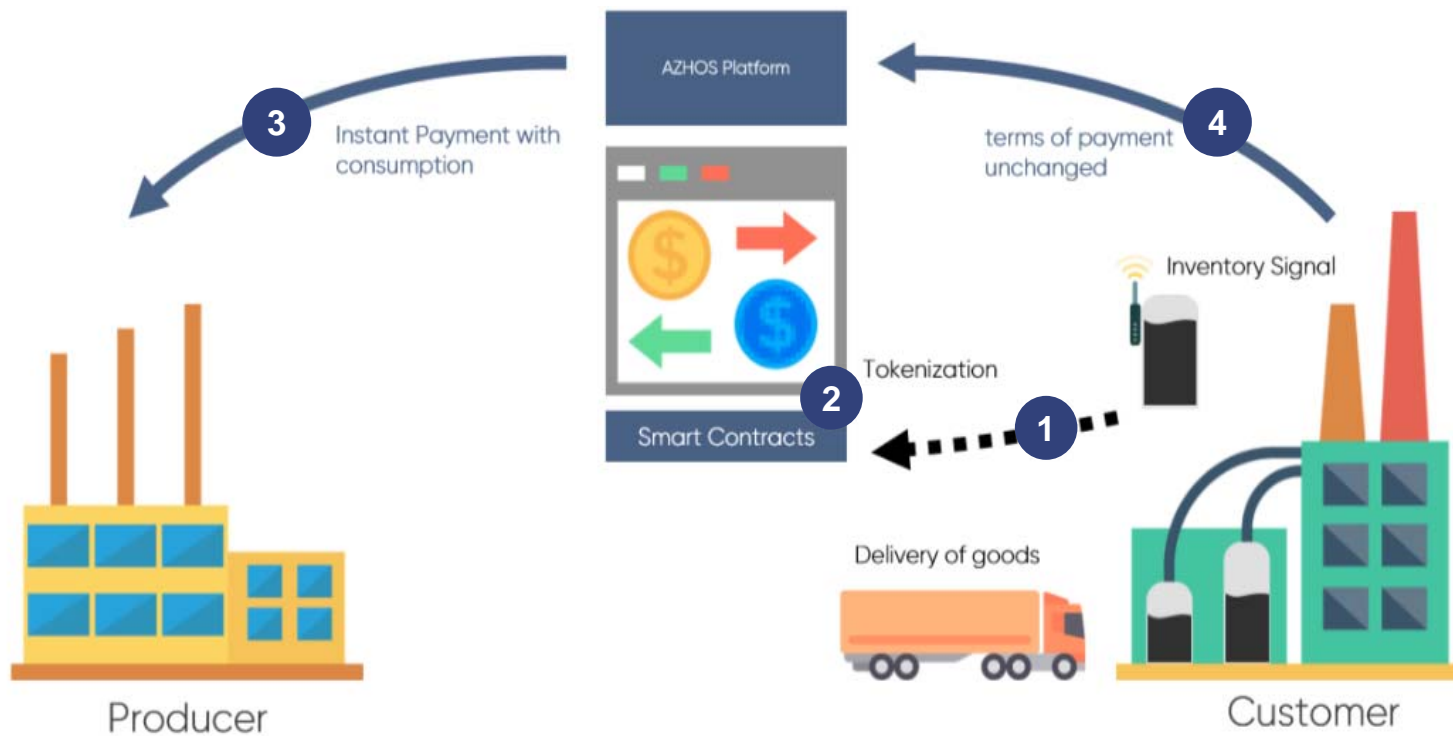 AZHOS Platform
3
Instant Payment with
consumption
4
terms of payment
unchanged
$
$
Inventory Signal
Tokenization
2
Smart Contracts
1
Delivery of goods
Producer
Customer